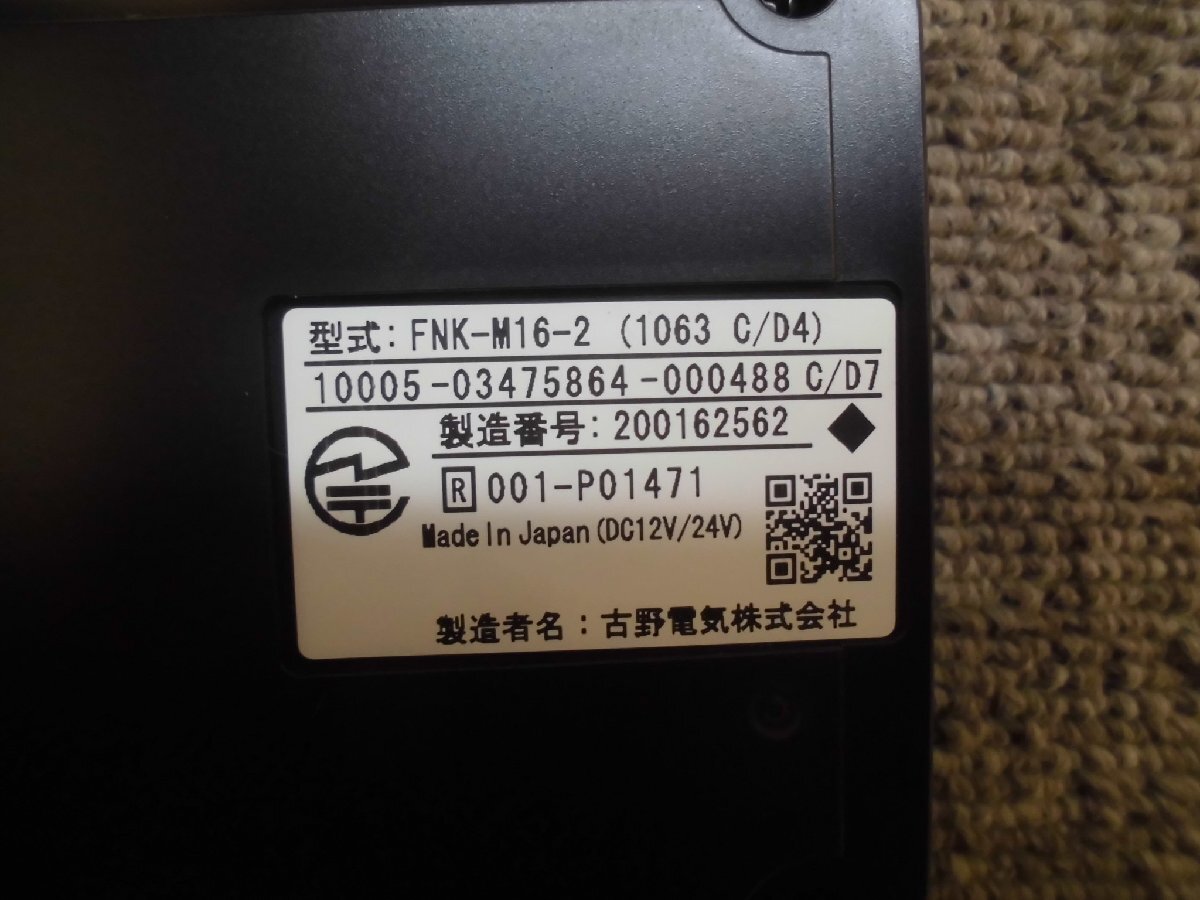 型式: FNK-M16-2 (1063 C/D4)
10005-03475864-000488 C/D7
製造番号: 200162562
R 001-P01471
Made In Japan (DC12V/24V)
製造者名：古野電気株式会社